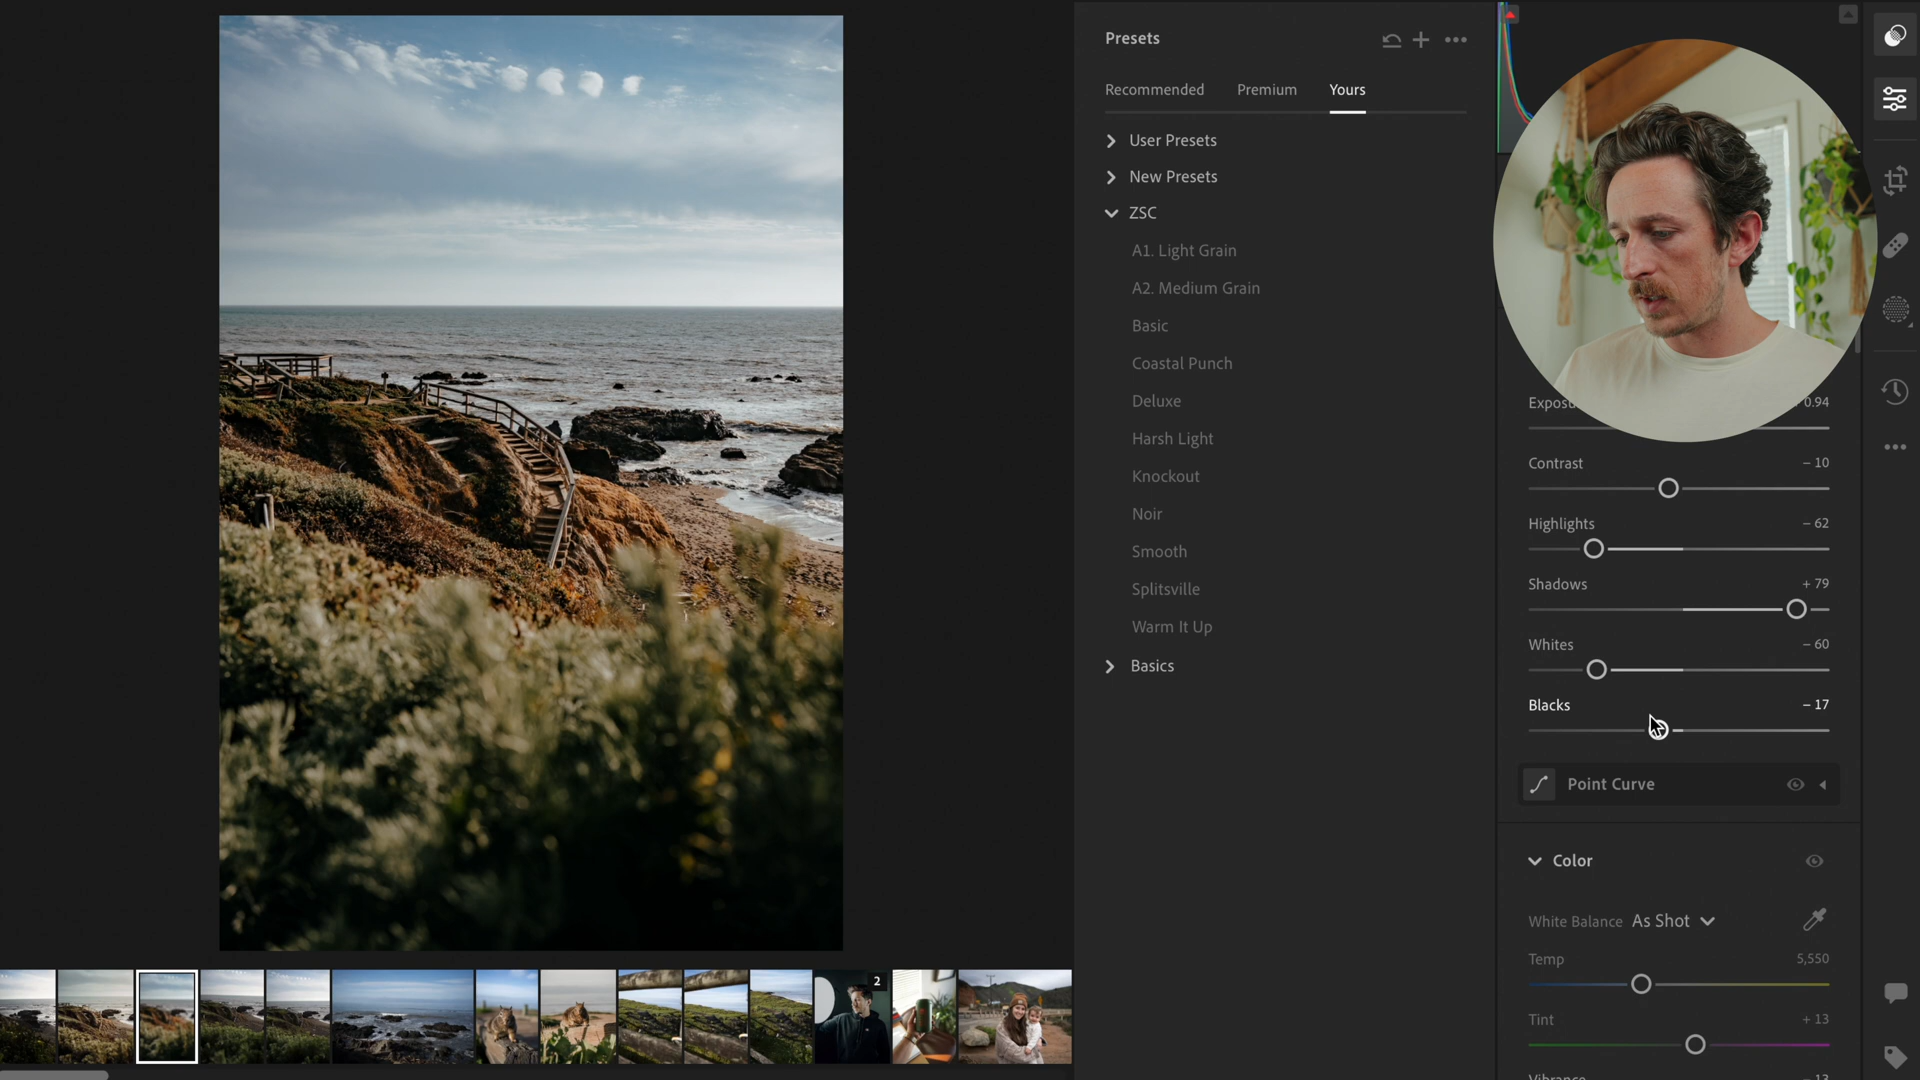 Presets
Recommended Premium Yours
User Presets
New Presets
ZSC
A1. Light Grain
A2. Medium Grain
Basic
Coastal Punch
Deluxe
Harsh Light
Knockout
Noir
Smooth
Splitsville
Warm It Up
Basics
0.94
Contrast − 10
Highlights − 62
Shadows + 79
Whites − 60
Blacks − 17
Point Curve
Color
White Balance As Shot
Temp 5,550
Tint + 13
Vibrance − 13
2